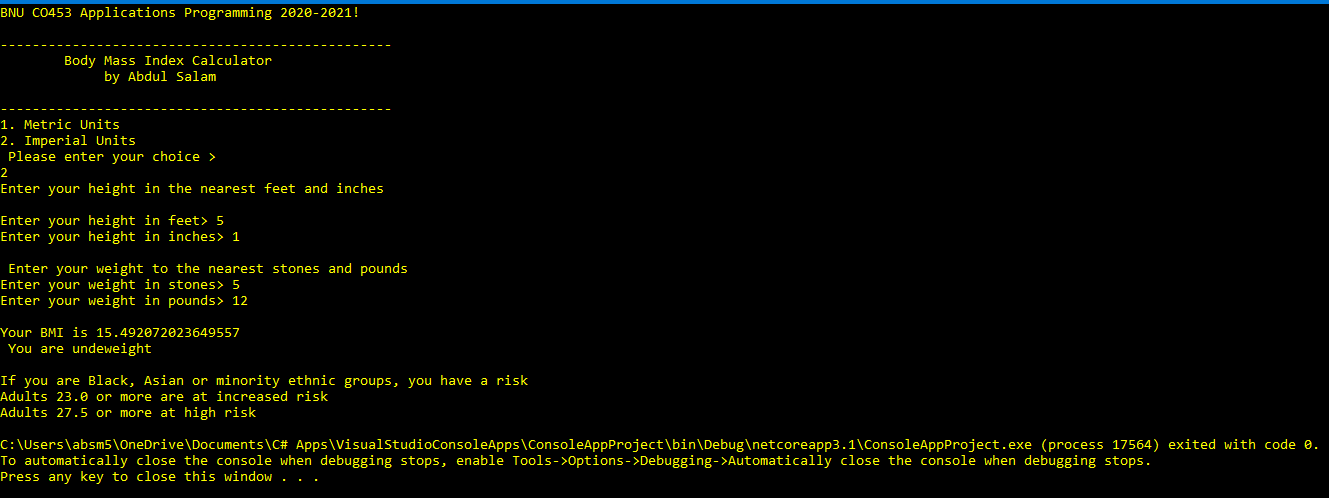 BNU CO453 Applications Programming 2020-2021!
-------------------------------------------------
Body Mass Index Calculator
by Abdul Salam
-------------------------------------------------
1. Metric Units
2. Imperial Units
Please enter your choice >
2
Enter your height in the nearest feet and inches
Enter your height in feet> 5
Enter your height in inches> 1
Enter your weight to the nearest stones and pounds
Enter your weight in stones> 5
Enter your weight in pounds> 12
Your BMI is 15.492072023649557
You are undeweight
If you are Black, Asian or minority ethnic groups, you have a risk
Adults 23.0 or more are at increased risk
Adults 27.5 or more at high risk
C:\Users\absm5\OneDrive\Documents\C# Apps\VisualStudioConsoleApps\ConsoleAppProject\bin\Debug\netcoreapp3.1\ConsoleAppProject.exe (process 17564) exited with code 0.
To automatically close the console when debugging stops, enable Tools->Options->Debugging->Automatically close the console when debugging stops.
Press any key to close this window . . .